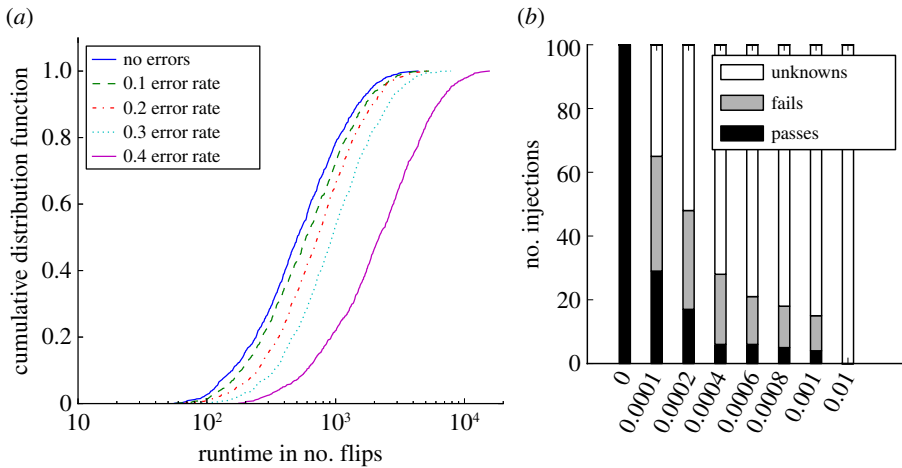 (a)
cumulative distribution function
1.0
0.8
0.6
0.4
0.2
0
no errors
0.1 error rate
0.2 error rate
0.3 error rate
0.4 error rate
10
10²
10³
10⁴
runtime in no. flips
(b)
no. injections
100
80
60
40
20
0
unknowns
fails
passes
0
0.0001
0.0002
0.0004
0.0006
0.0008
0.001
0.01